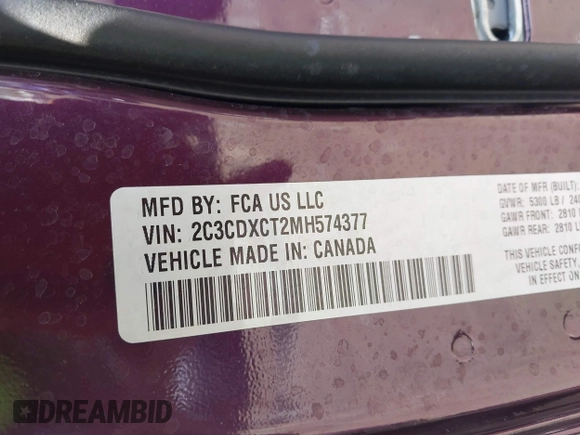 MFD BY: FCA US LLC
VIN: 2C3CDXCT2MH574377
VEHICLE MADE IN: CANADA
DATE OF MFR (BUILT):
GVWR: 5300 LB / 240
GAWR FRONT: 2810
GAWR REAR: 2810 L
THIS VEHICLE CONF
VEHICLE SAFETY,
IN EFFECT ON
DREAMBID